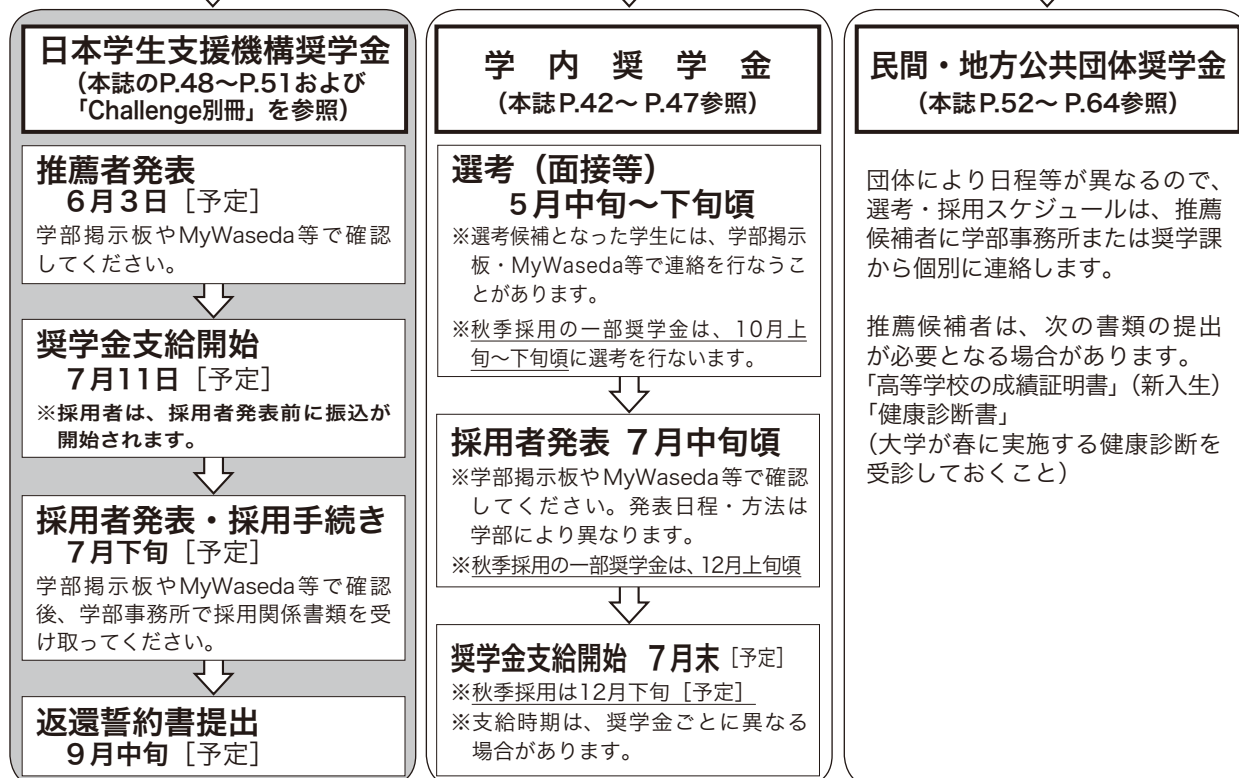 日本学生支援機構奨学金
(本誌のP.48〜P.51および
「Challenge別冊」を参照)
推薦者発表
6月3日［予定］
学部掲示板やMyWaseda等で確認
してください。
奨学金支給開始
7月11日［予定］
※採用者は、採用者発表前に振込が
開始されます。
採用者発表・採用手続き
7月下旬［予定］
学部掲示板やMyWaseda等で確認
後、学部事務所で採用関係書類を受
け取ってください。
返還誓約書提出
9月中旬［予定］
学内奨学金
(本誌P.42〜P.47参照)
選考（面接等）
5月中旬〜下旬頃
※選考候補となった学生には、学部掲示
板・MyWaseda等で連絡を行なうこ
とがあります。
※秋季採用の一部奨学金は、10月上
旬〜下旬頃に選考を行ないます。
採用者発表 7月中旬頃
※学部掲示板やMyWaseda等で確認
してください。発表日程・方法は
学部により異なります。
※秋季採用の一部奨学金は、12月上旬頃
奨学金支給開始 7月末［予定］
※秋季採用は12月下旬［予定］
※支給時期は、奨学金ごとに異なる
場合があります。
民間・地方公共団体奨学金
(本誌P.52〜P.64参照)
団体により日程等が異なるので、
選考・採用スケジュールは、推薦
候補者に学部事務所または奨学課
から個別に連絡します。
推薦候補者は、次の書類の提出
が必要となる場合があります。
「高等学校の成績証明書」（新入生）
「健康診断書」
（大学が春に実施する健康診断を
受診しておくこと）